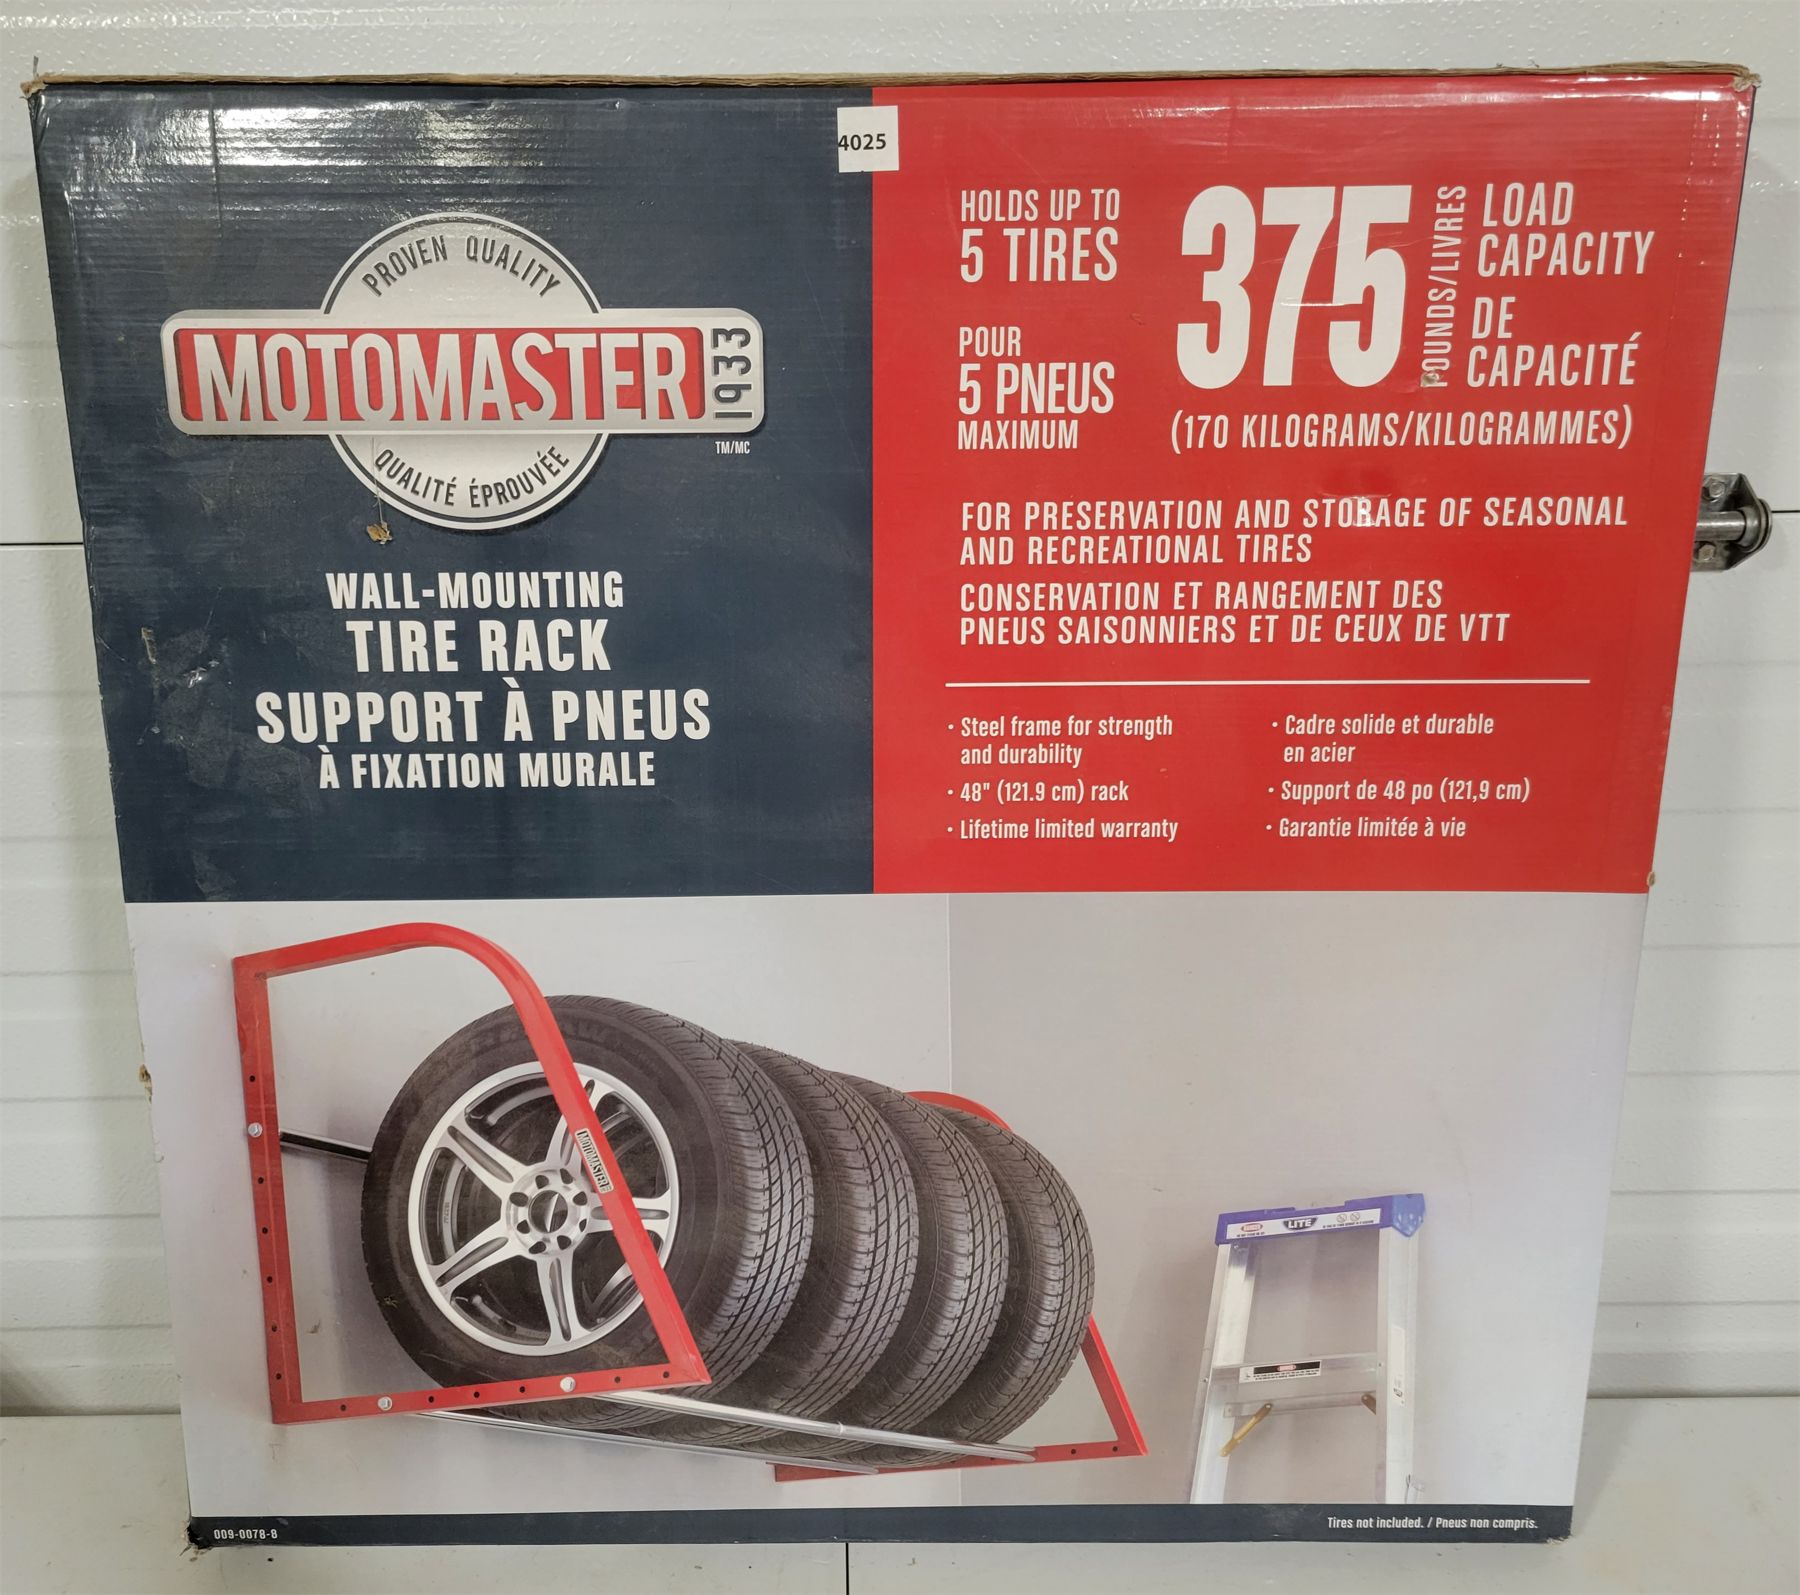 4025
PROVEN QUALITY
MOTOMASTER
1933
TM/MC
QUALITÉ ÉPROUVÉE
WALL-MOUNTING
TIRE RACK
SUPPORT À PNEUS
À FIXATION MURALE
HOLDS UP TO
5 TIRES
POUR
5 PNEUS
MAXIMUM
375
POUNDS/LIVRES
LOAD
CAPACITY
DE
CAPACITÉ
(170 KILOGRAMS/KILOGRAMMES)
FOR PRESERVATION AND STORAGE OF SEASONAL
AND RECREATIONAL TIRES
CONSERVATION ET RANGEMENT DES
PNEUS SAISONNIERS ET DE CEUX DE VTT
· Steel frame for strength
and durability
· 48" (121.9 cm) rack
· Lifetime limited warranty
· Cadre solide et durable
en acier
· Support de 48 po (121,9 cm)
· Garantie limitée à vie
MOTOMASTER
LITE
009-0078-8
Tires not included. / Pneus non compris.